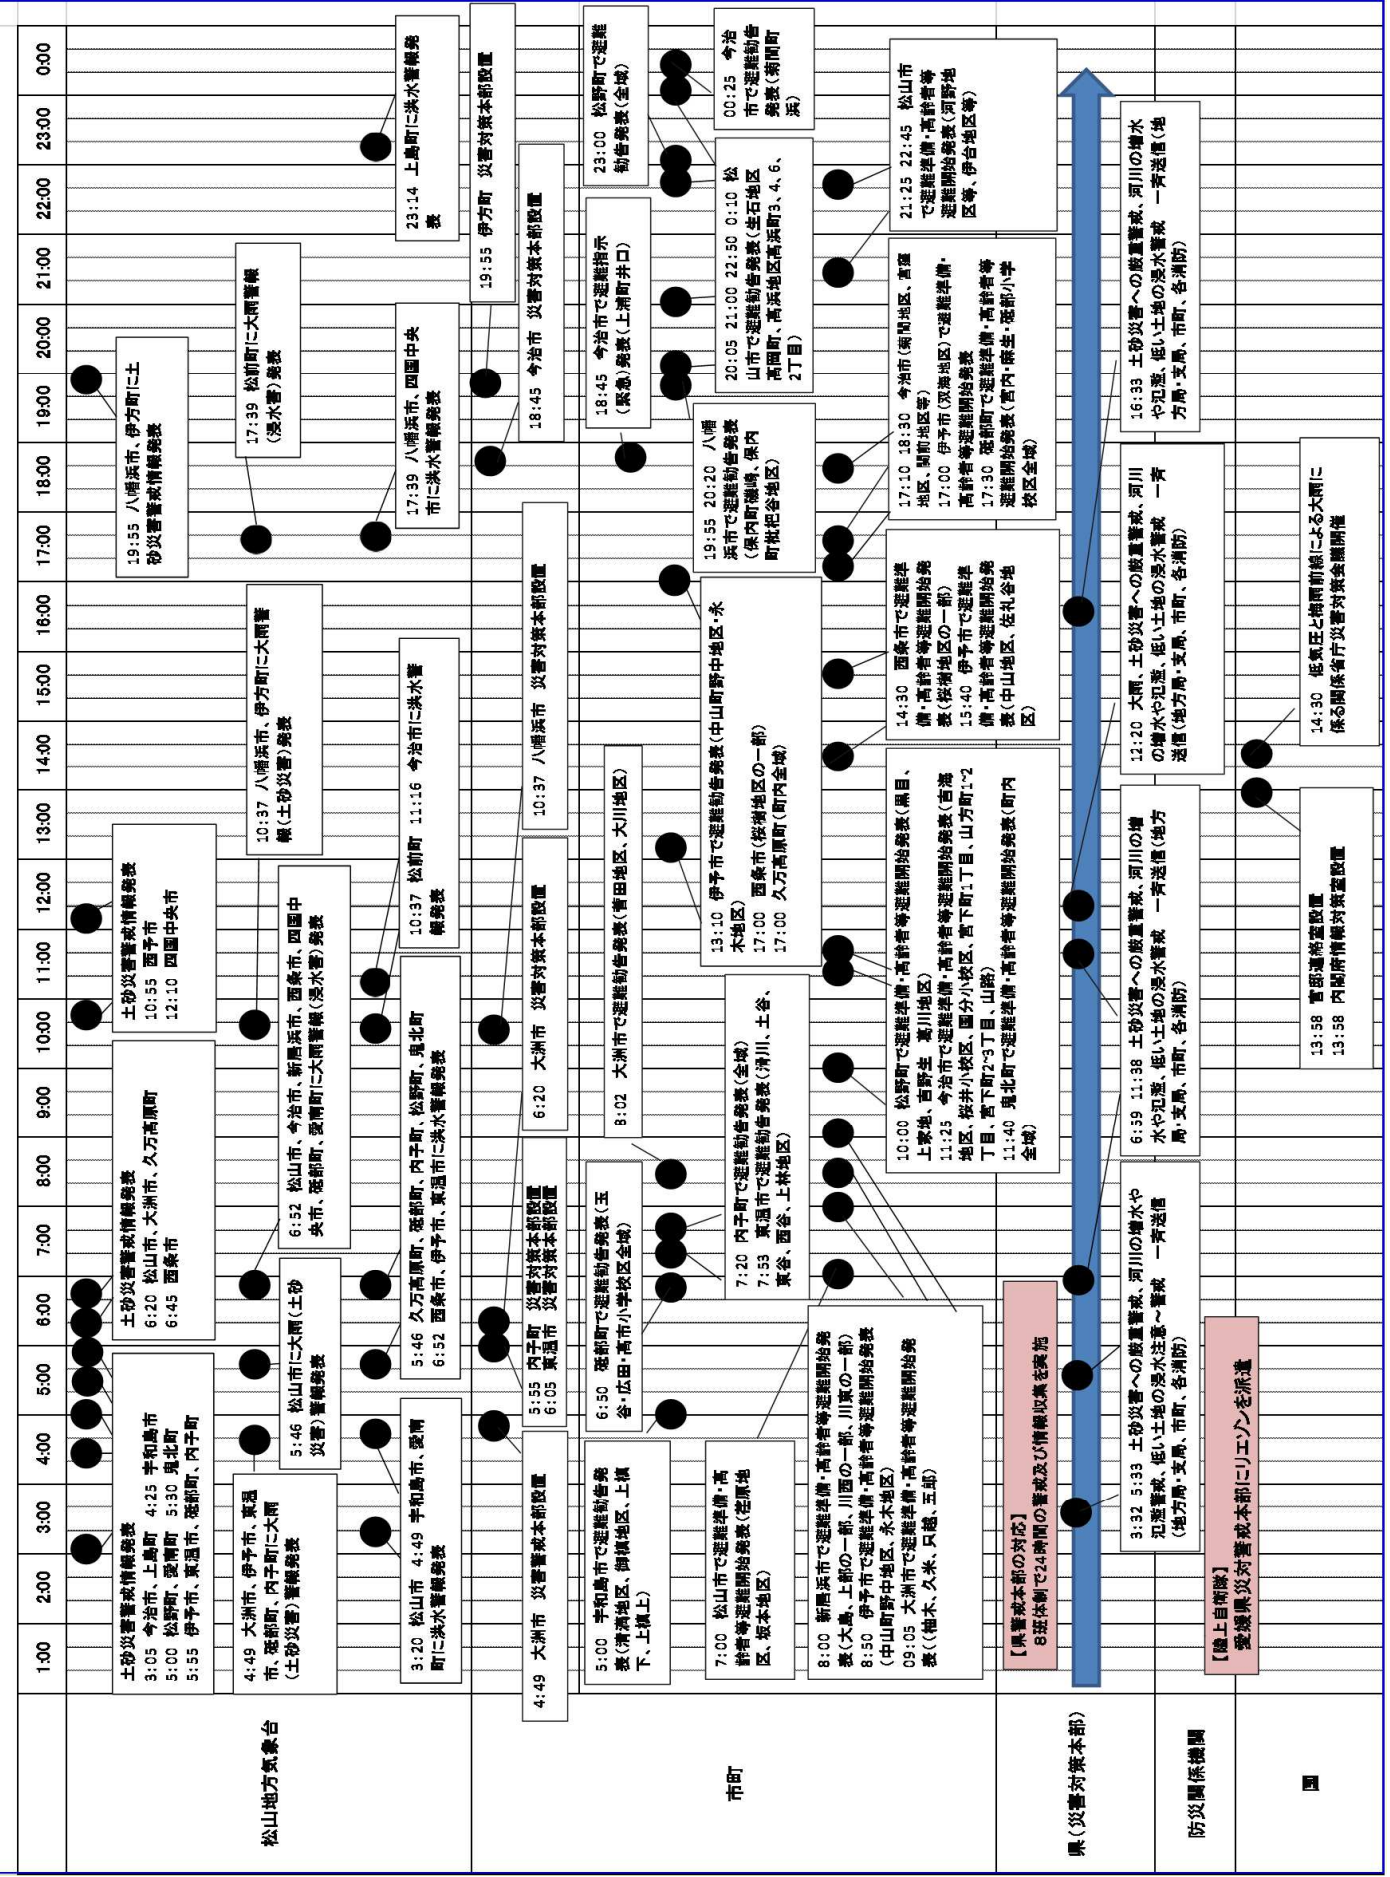 1:00 2:00 3:00 4:00 5:00 6:00 7:00 8:00 9:00 10:00 11:00 12:00 13:00 14:00 15:00 16:00 17:00 18:00 19:00 20:00 21:00 22:00 23:00 0:00
松山地方気象台
土砂災害警戒情報発表
3:05 今治市、上島町 4:25 宇和島市
5:00 松野町、愛南町 5:30 鬼北町
5:55 伊予市、東温市、砥部町、内子町
土砂災害警戒情報発表
6:20 松山市、大洲市、久万高原町
6:45 西条市
土砂災害警戒情報発表
10:55 西予市
12:10 四国中央市
19:55 八幡浜市、伊方町に土
砂災害警戒情報発表
4:49 大洲市、伊予市、東温
市、砥部町、内子町に大雨
(土砂災害)警報発表
5:46 松山市に大雨(土砂
災害)警報発表
6:52 松山市、今治市、新居浜市、西条市、四国中
央市、砥部町、愛南町に大雨警報(浸水害)発表
10:37 八幡浜市、伊方町に大雨警
報(土砂災害)発表
17:39 松前町に大雨警報
(浸水害)発表
3:20 松山市 4:49 宇和島市、愛南
町に洪水警報発表
5:46 久万高原町、砥部町、内子町、松野町、鬼北町
6:52 西条市、伊予市、東温市に洪水警報発表
10:37 松前町 11:16 今治市に洪水警
報発表
17:39 八幡浜市、四国中央
市に洪水警報発表
23:14 上島町に洪水警報発
表
市町
4:49 大洲市 災害警戒本部設置
5:55 内子町 災害対策本部設置
6:05 東温市 災害対策本部設置
6:20 大洲市 災害対策本部設置
10:37 八幡浜市 災害対策本部設置
18:45 今治市 災害対策本部設置
19:55 伊方町 災害対策本部設置
5:00 宇和島市で避難勧告発
表(清満地区、御槇地区、上槇
下、上槇上)
6:50 砥部町で避難勧告発表(玉
谷・広田・高市小学校区全域)
8:02 大洲市で避難勧告発表(菅田地区、大川地区)
18:45 今治市で避難指示
(緊急)発表(上浦町井口)
23:00 松野町で避難
勧告発表(全域)
7:20 内子町で避難勧告発表(全域)
7:53 東温市で避難勧告発表(滑川、土谷、
東谷、西谷、上林地区)
13:10 伊予市で避難勧告発表(中山町野中地区・永
木地区)
17:00 西条市(桜樹地区の一部)
17:00 久万高原町(町内全域)
19:55 20:20 八幡
浜市で避難勧告発表
(保内町磯崎、保内
町枇杷谷地区)
20:05 21:00 22:50 0:10 松
山市で避難勧告発表(生石地区
高岡町、高浜地区高浜町3、4、6、
2丁目)
00:25 今治
市で避難勧告
発表(菊間町
浜)
7:00 松山市で避難準備・高
齢者等避難開始発表(荏原地
区、坂本地区)
8:00 新居浜市で避難準備・高齢者等避難開始発
表(大島、上部の一部、川西の一部、川東の一部)
8:50 伊予市で避難準備・高齢者等避難開始発表
(中山町野中地区、永木地区)
09:05 大洲市で避難準備・高齢者等避難開始発
表((柚木、久米、只越、五郎)
10:00 松野町で避難準備・高齢者等避難開始発表(黒目、
上家地、吉野生 葛川地区)
11:25 今治市で避難準備・高齢者等避難開始発表(吉海
地区、桜井小校区、国分小校区、宮下町1丁目、山方町1~2
丁目、宮下町2~3丁目、山路)
11:40 鬼北町で避難準備・高齢者等避難開始発表(町内
全域)
14:30 西条市で避難準
備・高齢者等避難開始発
表(桜樹地区の一部)
15:40 伊予市で避難準
備・高齢者等避難開始発
表(中山地区、佐礼谷地
区)
17:10 18:30 今治市(菊間地区、宮窪
地区、関前地区等)
17:00 伊予市(双海地区)で避難準備・
高齢者等避難開始発表
17:30 砥部町で避難準備・高齢者等
避難開始発表(宮内・麻生・砥部小学
校区全域)
21:25 22:45 松山市
で避難準備・高齢者等
避難開始発表(河野地
区等、伊台地区等)
県(災害対策本部)
【県警戒本部の対応】
8班体制で24時間の警戒及び情報収集を実施
3:32 5:33 土砂災害への厳重警戒、河川の増水や
氾濫警戒、低い土地の浸水注意~警戒 一斉送信
(地方局・支局、市町、各消防)
6:59 11:38 土砂災害への厳重警戒、河川の増
水や氾濫、低い土地の浸水警戒 一斉送信(地方
局・支局、市町、各消防)
12:20 大雨、土砂災害への厳重警戒、河川
の増水や氾濫、低い土地の浸水警戒 一斉
送信(地方局・支局、市町、各消防)
16:33 土砂災害への厳重警戒、河川の増水
や氾濫、低い土地の浸水警戒 一斉送信(地
方局・支局、市町、各消防)
防災関係機関
【陸上自衛隊】
愛媛県災対警戒本部にリエゾンを派遣
国
13:58 官邸連絡室設置
13:58 内閣府情報対策室設置
14:30 低気圧と梅雨前線による大雨に
係る関係省庁災害対策会議開催